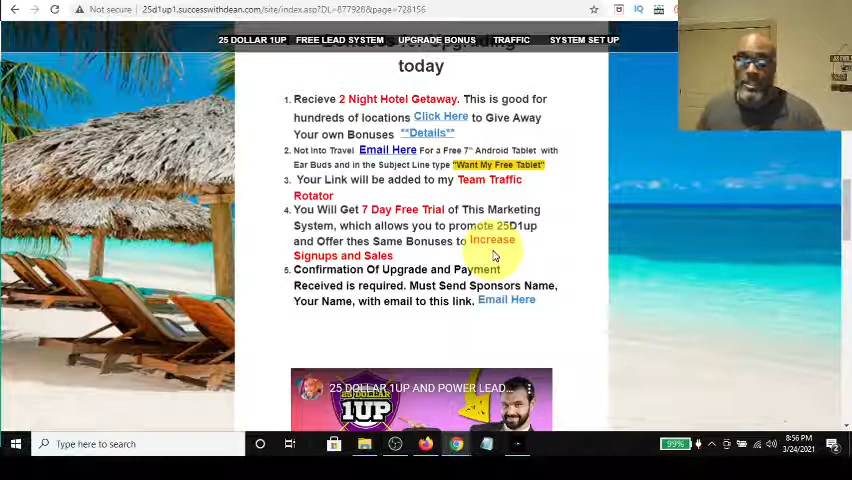 25d1up1.successwithdean.com/site/index.asp?DL=877928&page=728156
25 DOLLAR 1UP FREE LEAD SYSTEM UPGRADE BONUS TRAFFIC SYSTEM SET UP
Bonuses for Upgrading
today
1. Recieve 2 Night Hotel Getaway. This is good for
hundreds of locations Click Here to Give Away
Your own Bonuses **Details**
2. Not Into Travel Email Here For a Free 7" Android Tablet with
Ear Buds and in the Subject Line type "Want My Free Tablet"
3. Your Link will be added to my Team Traffic
Rotator
4. You Will Get 7 Day Free Trial of This Marketing
System, which allows you to promote 25D1up
and Offer thes Same Bonuses to Increase
Signups and Sales
5. Confirmation Of Upgrade and Payment
Received is required. Must Send Sponsors Name,
Your Name, with email to this link. Email Here
25 DOLLAR 1UP AND POWER LEAD...
25 DOLLAR
1UP
Type here to search
99%
8:56 PM
3/24/2021
2